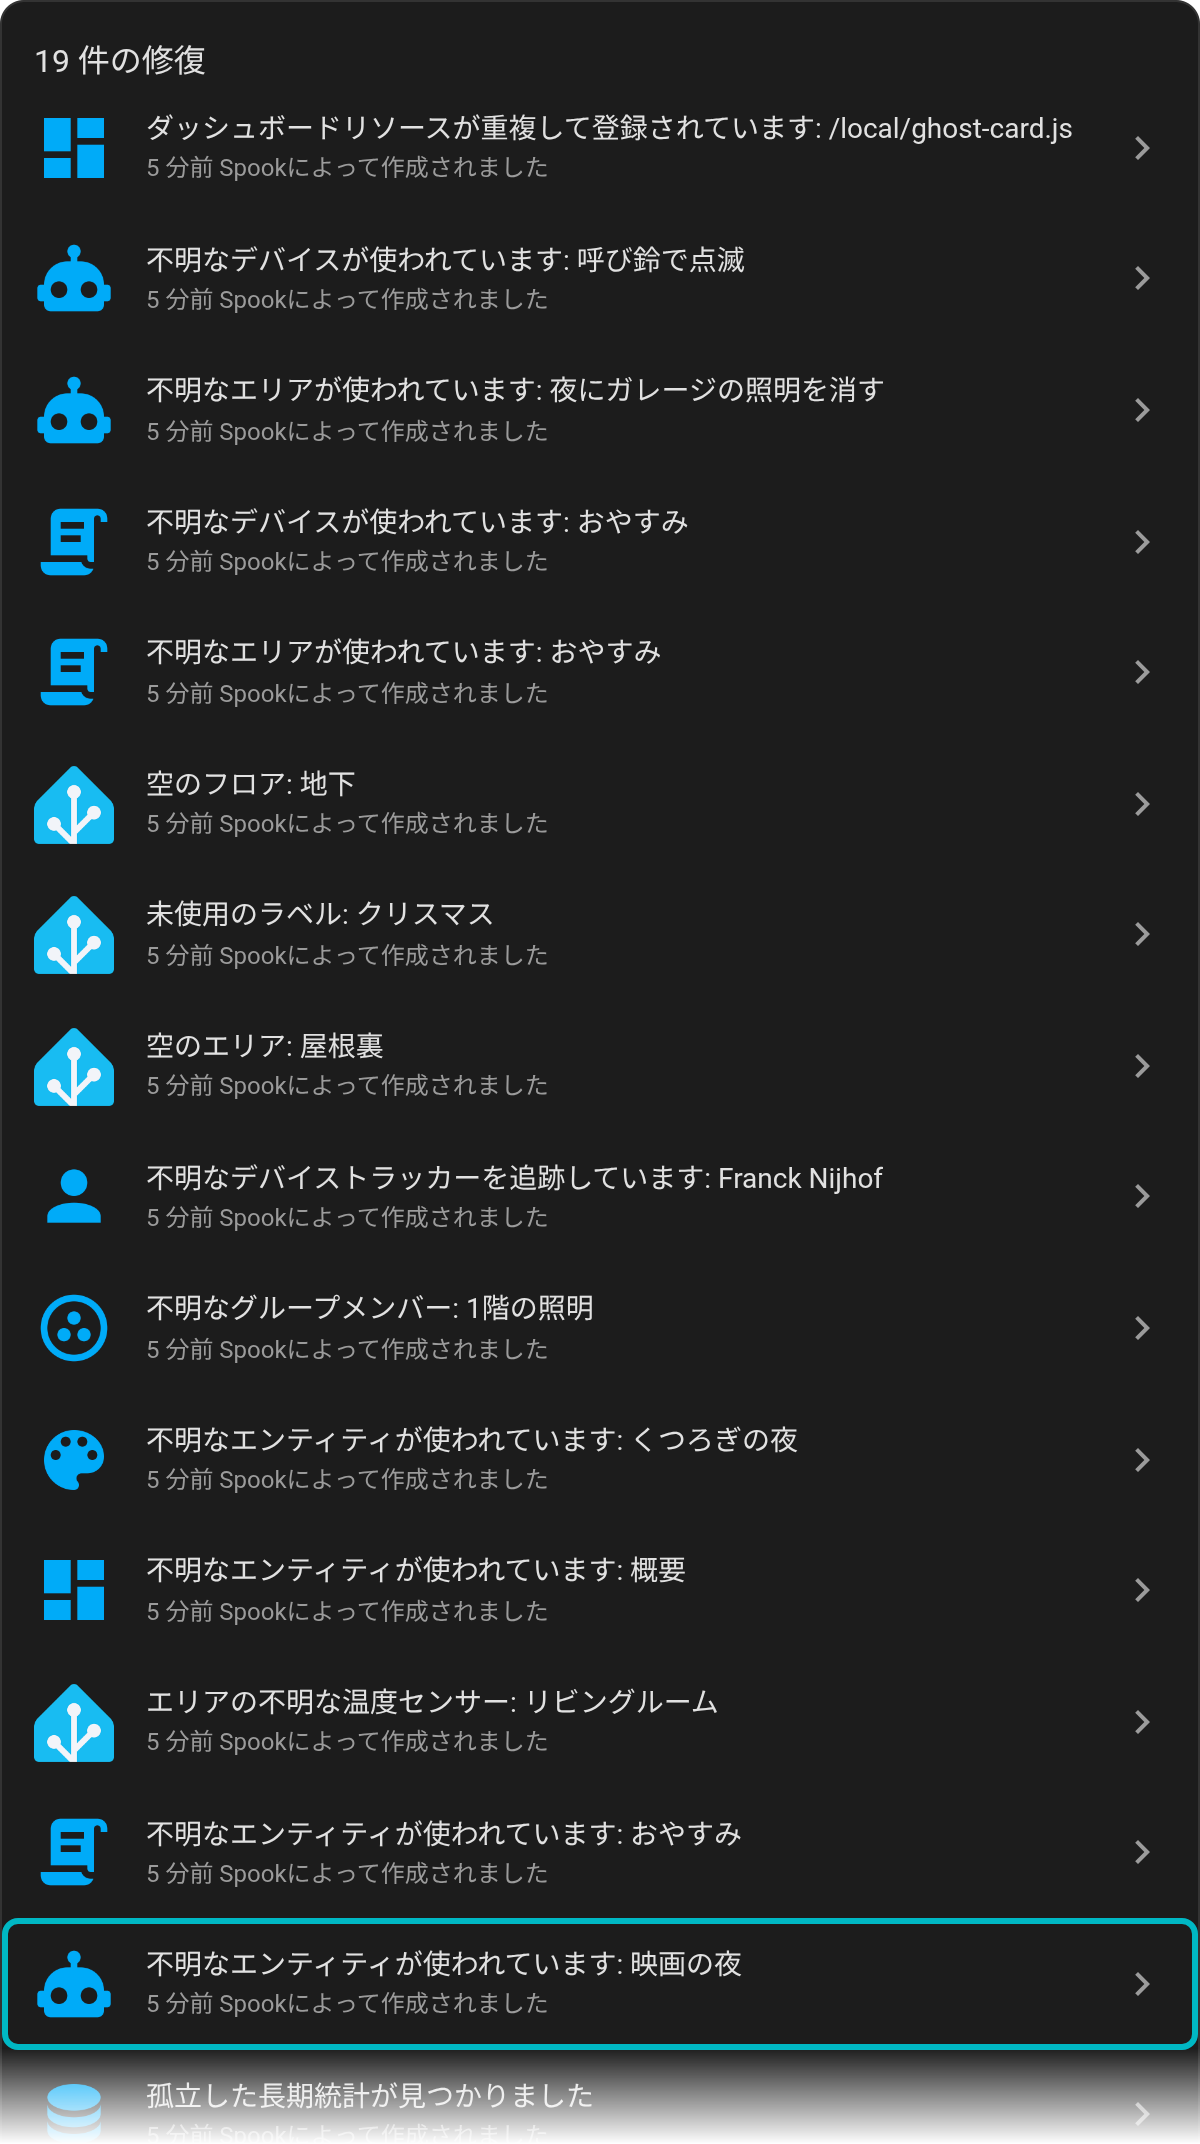 19 件の修復
ダッシュボードリソースが重複して登録されています: /local/ghost-card.js
5 分前 Spookによって作成されました
不明なデバイスが使われています: 呼び鈴で点滅
5 分前 Spookによって作成されました
不明なエリアが使われています: 夜にガレージの照明を消す
5 分前 Spookによって作成されました
不明なデバイスが使われています: おやすみ
5 分前 Spookによって作成されました
不明なエリアが使われています: おやすみ
5 分前 Spookによって作成されました
空のフロア: 地下
5 分前 Spookによって作成されました
未使用のラベル: クリスマス
5 分前 Spookによって作成されました
空のエリア: 屋根裏
5 分前 Spookによって作成されました
不明なデバイストラッカーを追跡しています: Franck Nijhof
5 分前 Spookによって作成されました
不明なグループメンバー: 1階の照明
5 分前 Spookによって作成されました
不明なエンティティが使われています: くつろぎの夜
5 分前 Spookによって作成されました
不明なエンティティが使われています: 概要
5 分前 Spookによって作成されました
エリアの不明な温度センサー: リビングルーム
5 分前 Spookによって作成されました
不明なエンティティが使われています: おやすみ
5 分前 Spookによって作成されました
不明なエンティティが使われています: 映画の夜
5 分前 Spookによって作成されました
孤立した長期統計が見つかりました
5 分前 Spookによって作成されました